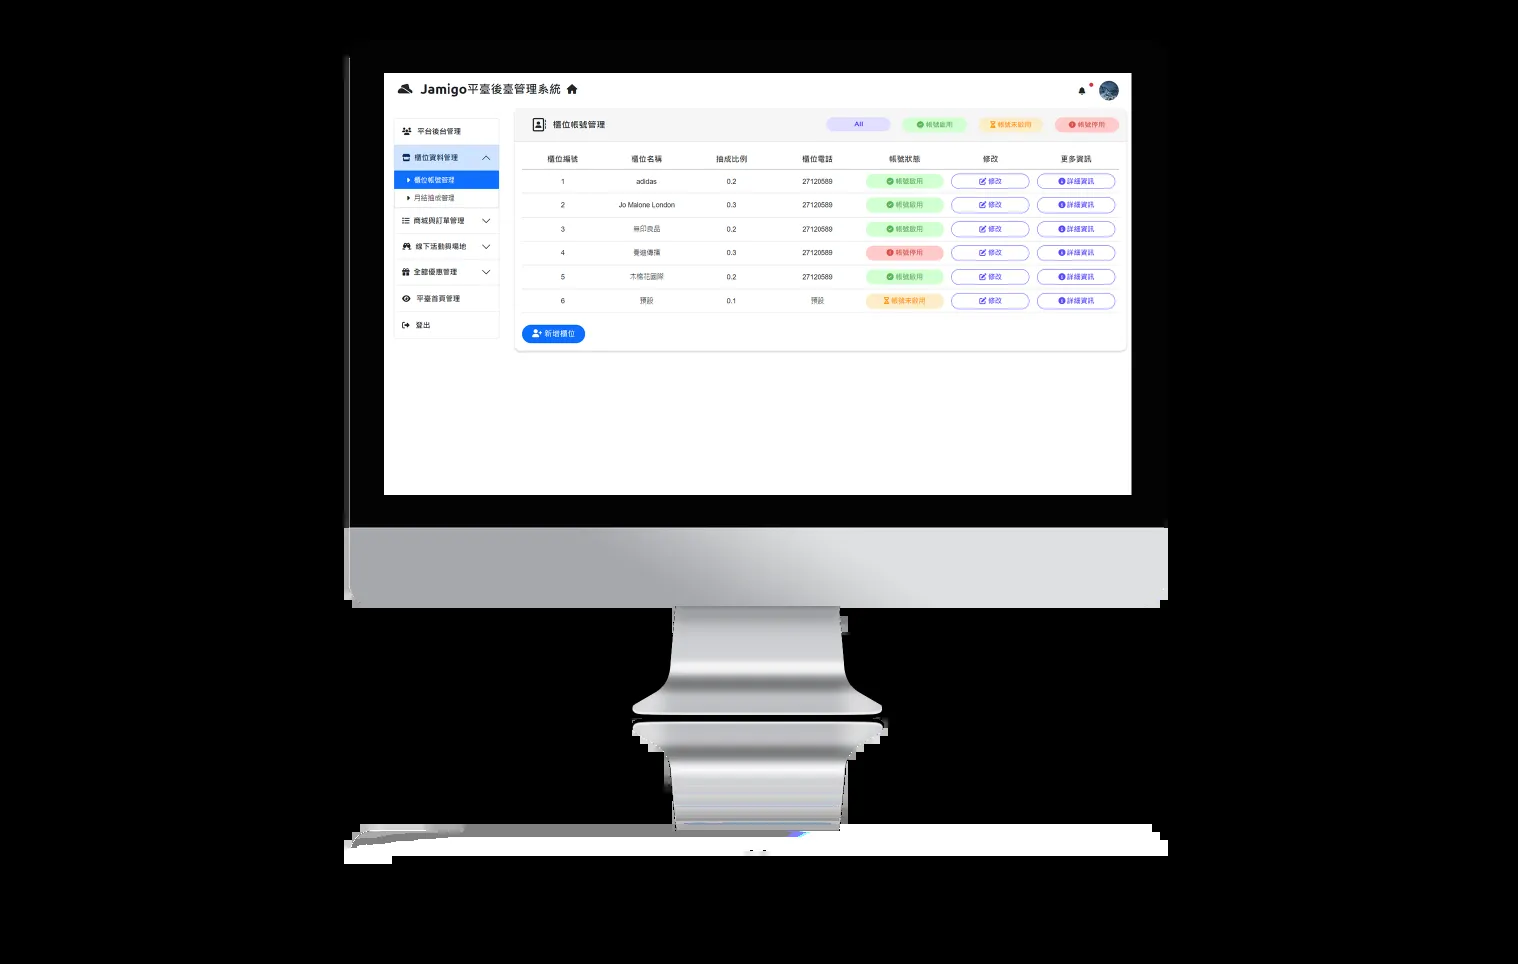 Jamigo平臺後臺管理系統
平台後台管理
櫃位資料管理
櫃位帳號管理
月結抽成管理
商城與訂單管理
線下活動與場地
全館優惠管理
平臺首頁管理
登出
櫃位帳號管理
All 帳號啟用 帳號未啟用 帳號停用
櫃位編號 櫃位名稱 抽成比例 櫃位電話 帳號狀態 修改 更多資訊
1 adidas 0.2 27120589 帳號啟用 修改 詳細資訊
2 Jo Malone London 0.3 27120589 帳號啟用 修改 詳細資訊
3 無印良品 0.2 27120589 帳號啟用 修改 詳細資訊
4 0.3 27120589 帳號停用 修改 詳細資訊
5 木棉花國際 0.2 27120589 帳號啟用 修改 詳細資訊
6 預設 0.1 預設 帳號未啟用 修改 詳細資訊
新增櫃位